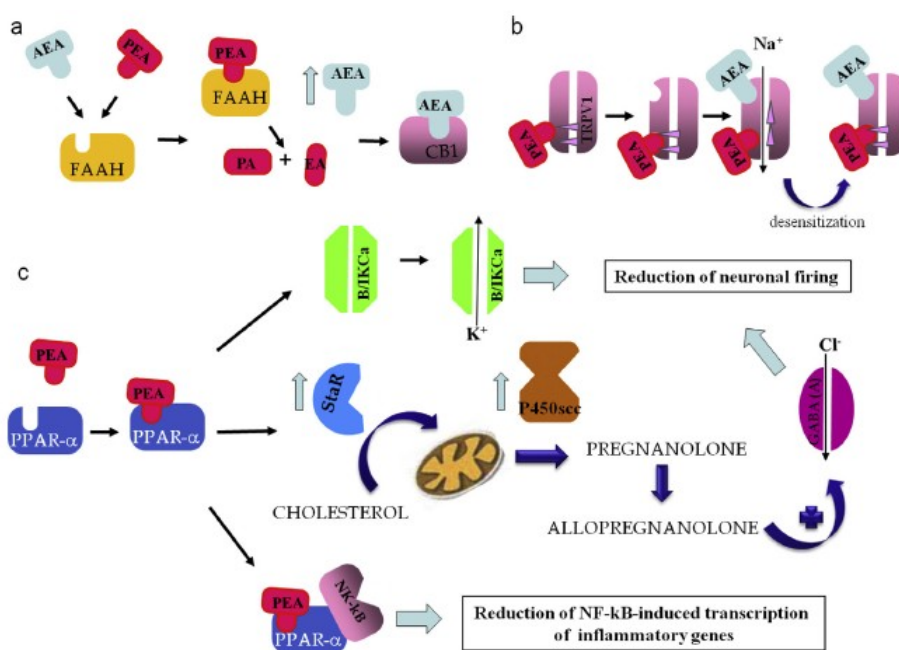 a
AEA
PEA
FAAH
PEA
FAAH
PA
+
EA
AEA
AEA
CB1
b
PEA
TRPV1
PEA
AEA
Na⁺
PEA
AEA
PEA
desensitization
c
PEA
PPAR-α
PEA
PPAR-α
B/IKCa
B/IKCa
K⁺
Reduction of neuronal firing
StaR
P450scc
CHOLESTEROL
PREGNANOLONE
ALLOPREGNANOLONE
Cl⁻
GABA (A)
PEA
PPAR-α
NK-kB
Reduction of NF-kB-induced transcription
of inflammatory genes